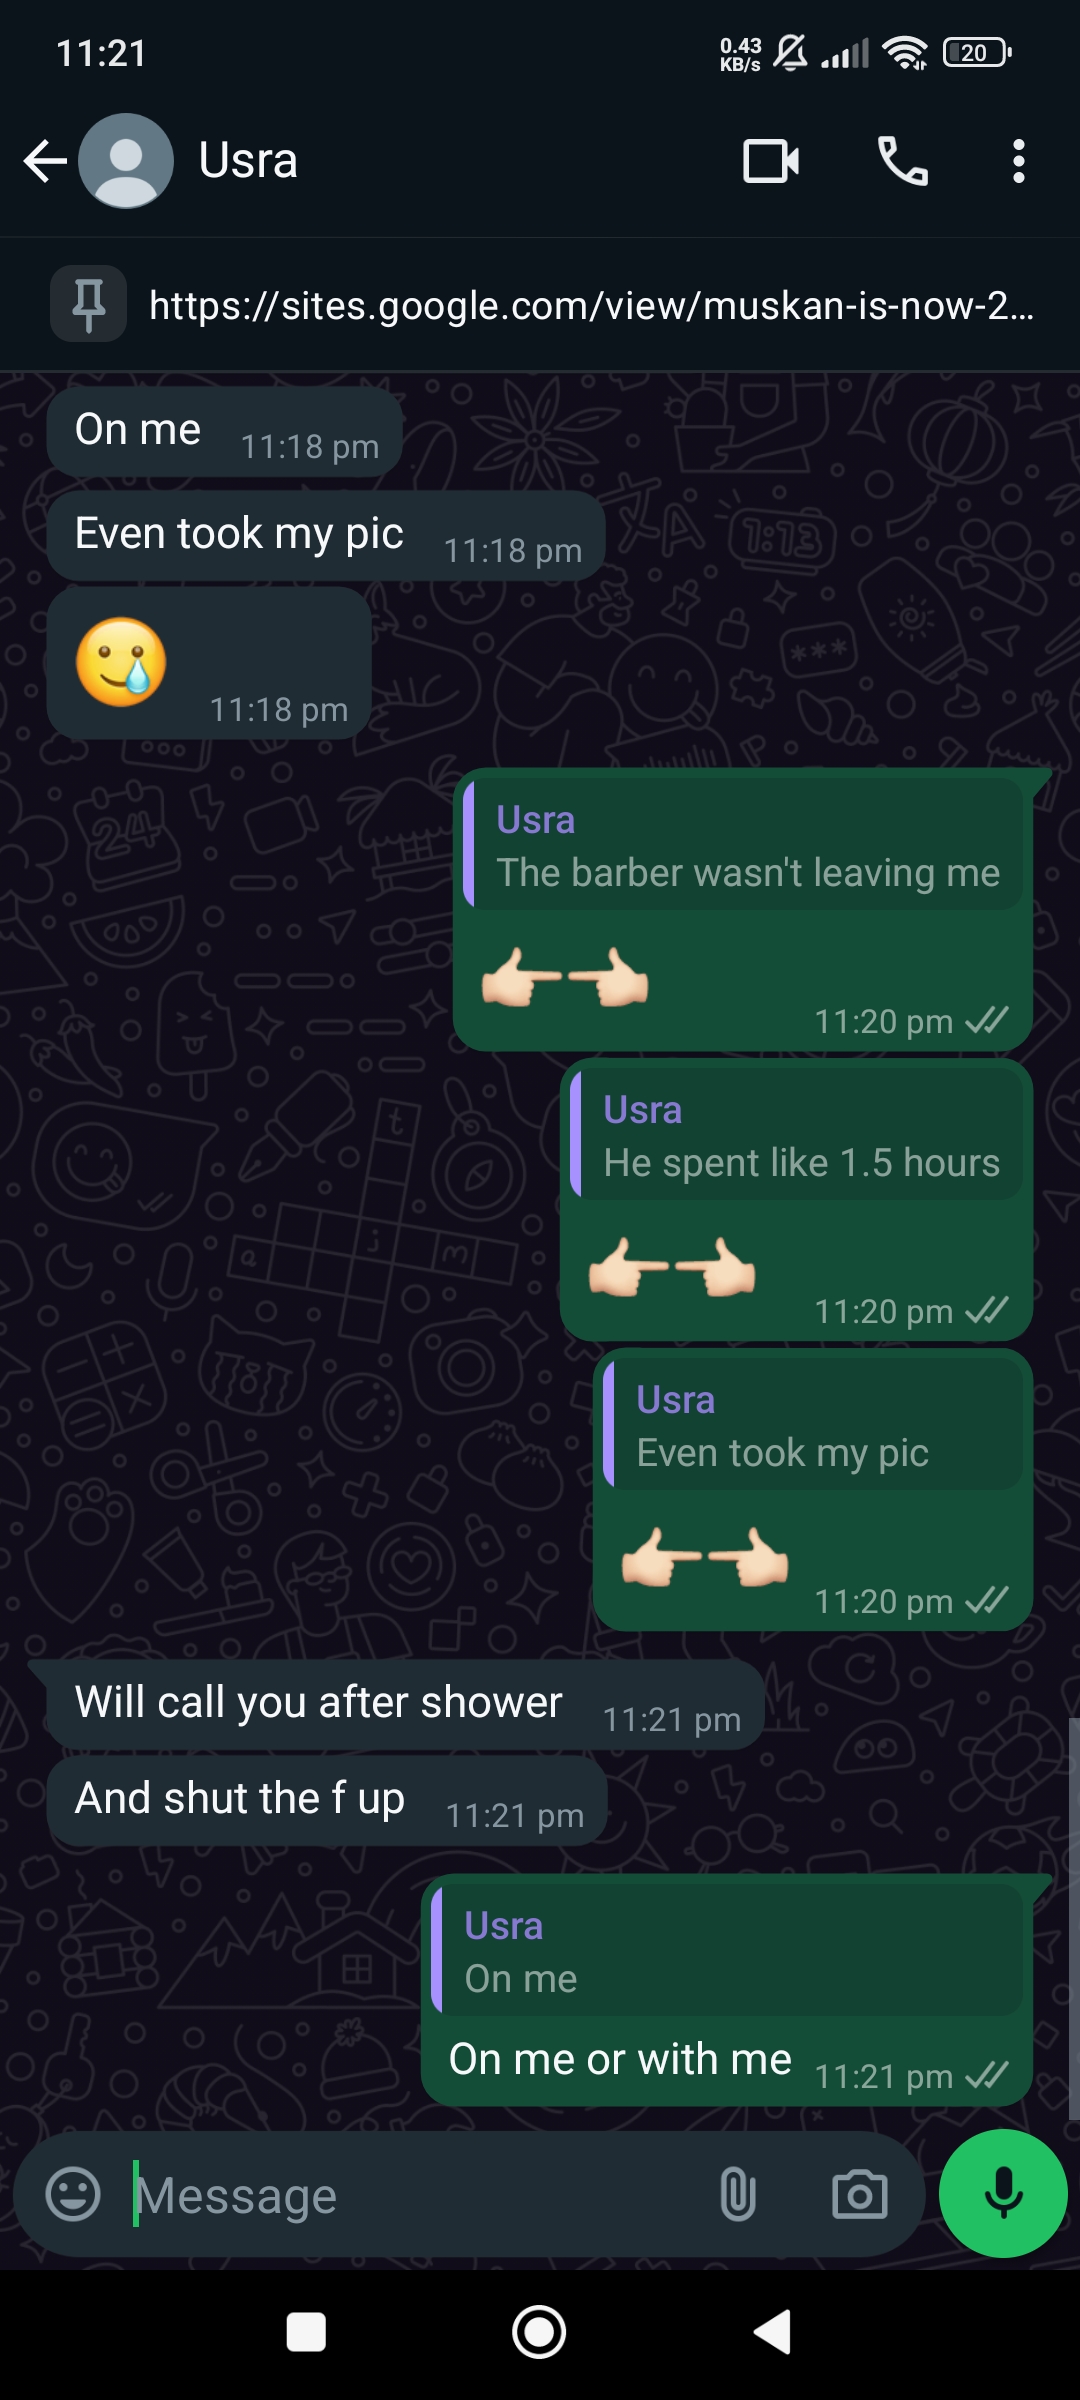 11:21
0.43
KB/s
20
Usra
https://sites.google.com/view/muskan-is-now-2...
On me 11:18 pm
Even took my pic 11:18 pm
11:18 pm
Usra
The barber wasn't leaving me
11:20 pm
Usra
He spent like 1.5 hours
11:20 pm
Usra
Even took my pic
11:20 pm
Will call you after shower 11:21 pm
And shut the f up 11:21 pm
Usra
On me
On me or with me 11:21 pm
Message